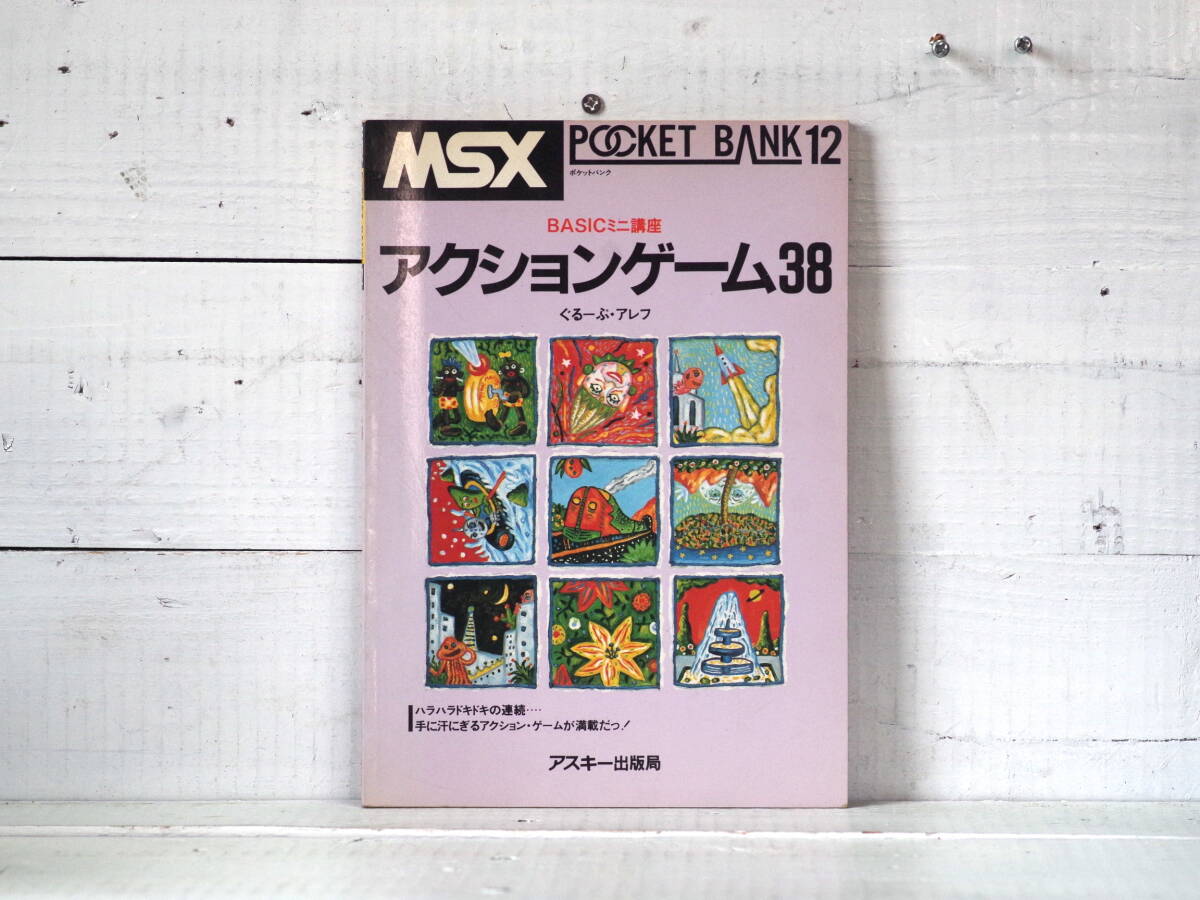 MSX
POCKET BANK 12
ポケットバンク
BASICミニ講座
アクションゲーム38
ぐるーぷ・アレフ
ハラハラドキドキの連続‥‥
手に汗にぎるアクション・ゲームが満載だっ!
アスキー出版局